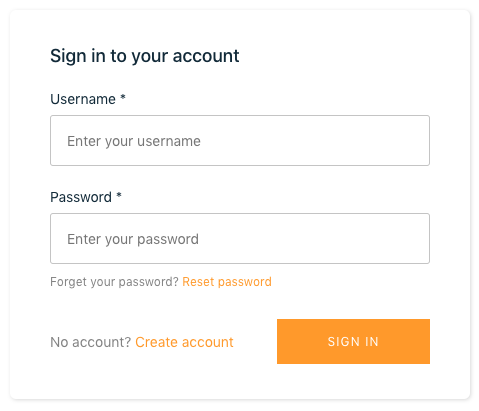 Sign in to your account
Username *
Enter your username
Password *
Enter your password
Forget your password? Reset password
No account? Create account
SIGN IN